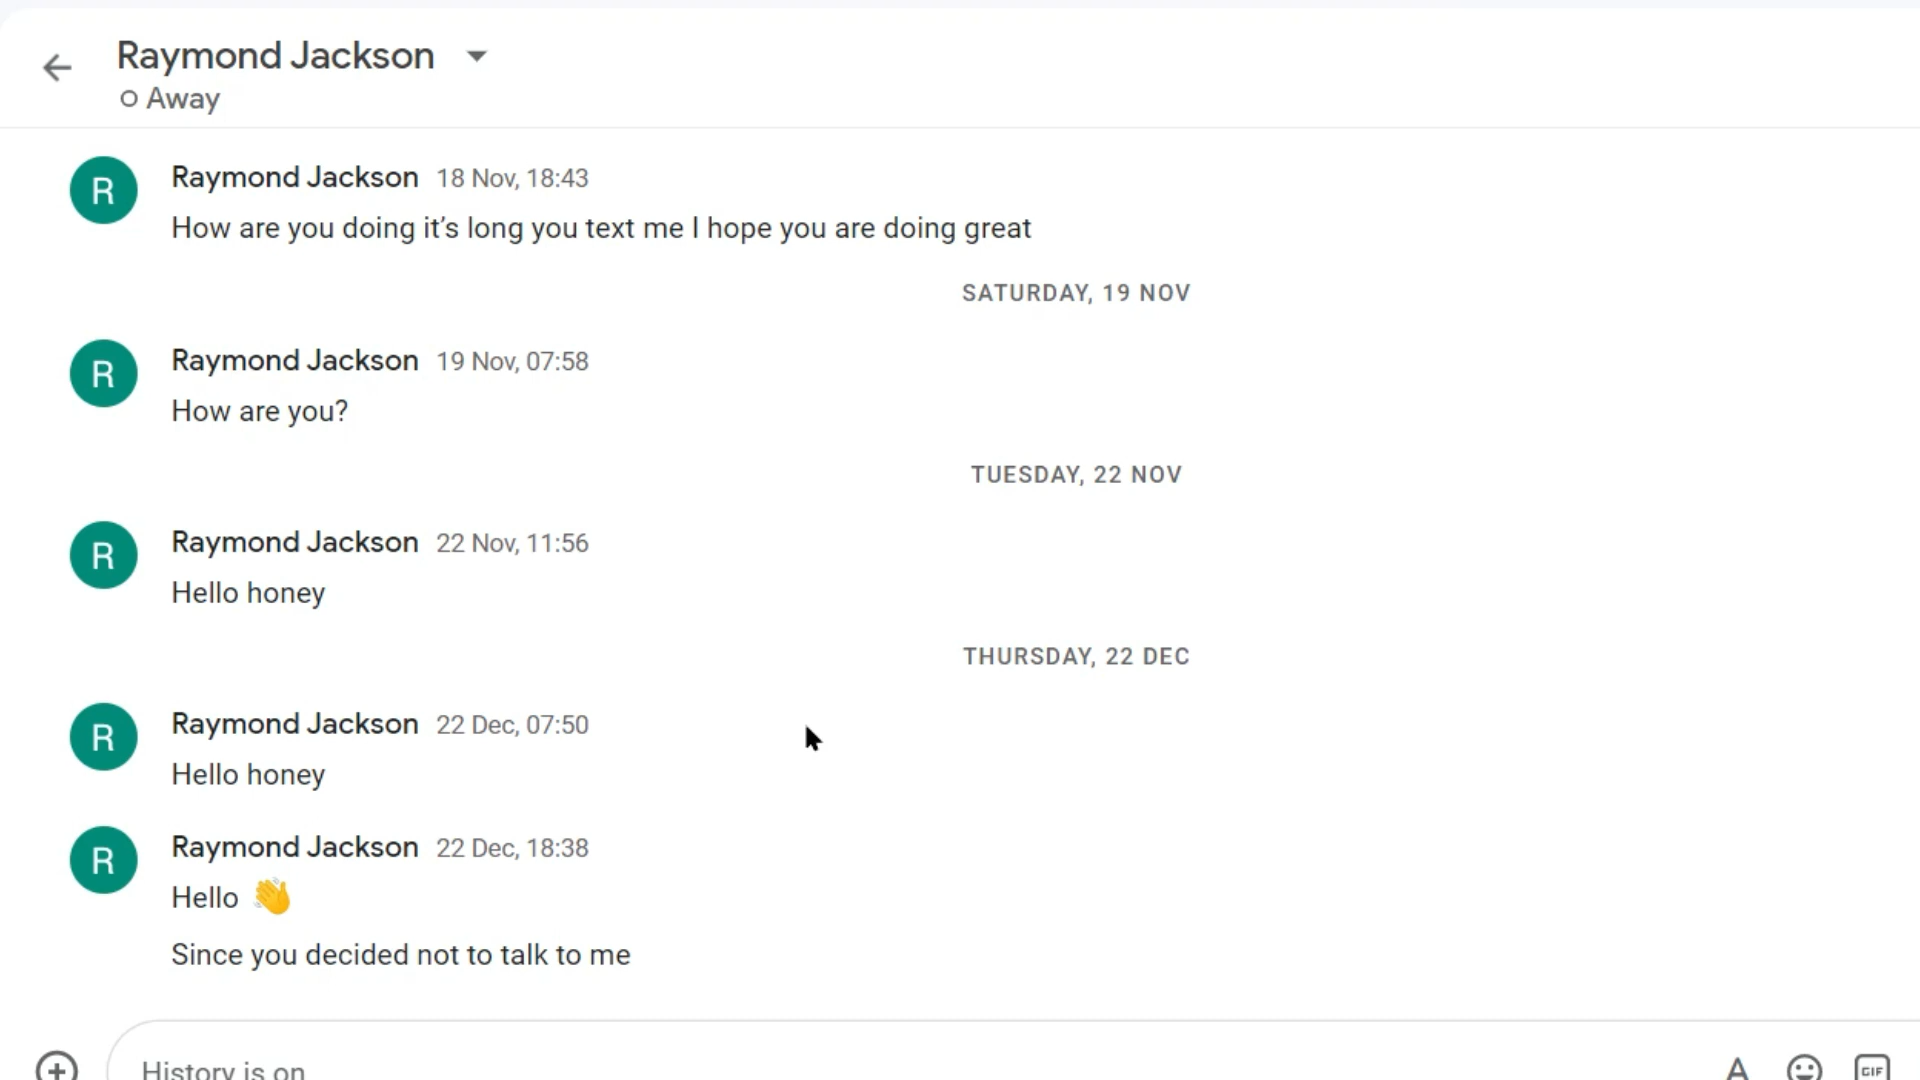 Raymond Jackson
Away
R
Raymond Jackson 18 Nov, 18:43
How are you doing it’s long you text me I hope you are doing great
SATURDAY, 19 NOV
R
Raymond Jackson 19 Nov, 07:58
How are you?
TUESDAY, 22 NOV
R
Raymond Jackson 22 Nov, 11:56
Hello honey
THURSDAY, 22 DEC
R
Raymond Jackson 22 Dec, 07:50
Hello honey
R
Raymond Jackson 22 Dec, 18:38
Hello 👋
Since you decided not to talk to me
History is on
A
GIF